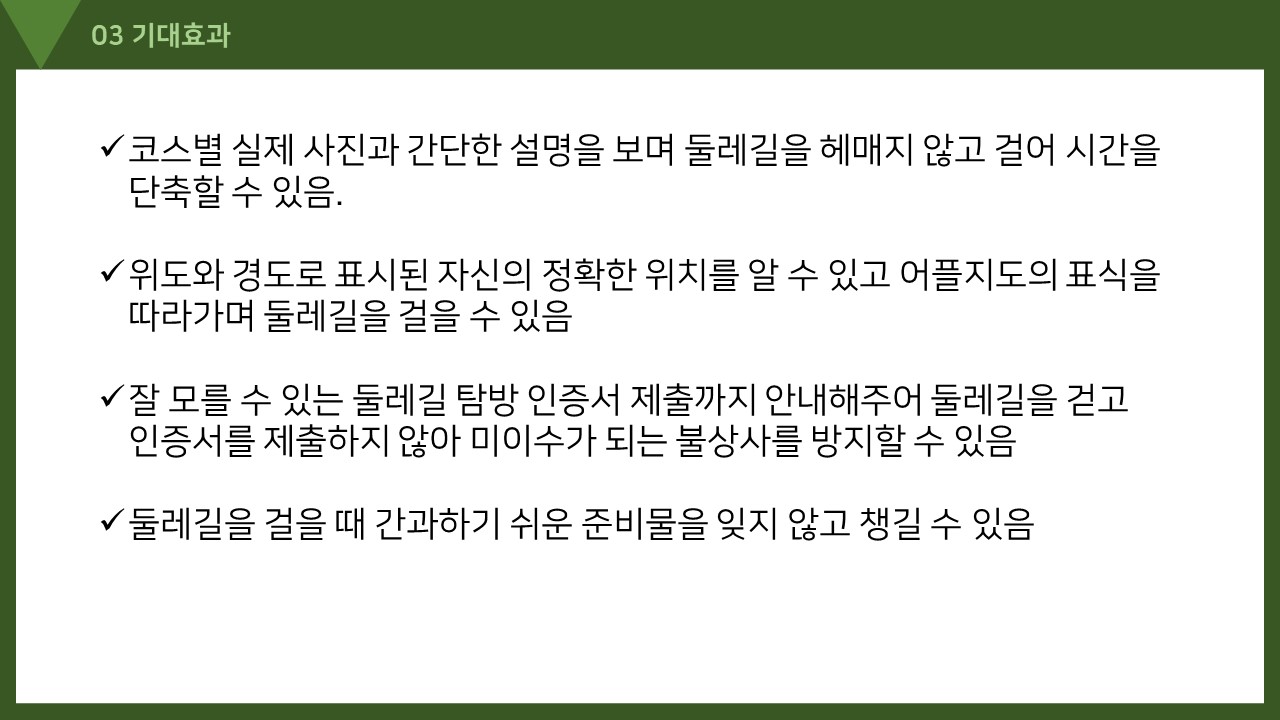 03 기대효과
✓코스별 실제 사진과 간단한 설명을 보며 둘레길을 헤매지 않고 걸어 시간을
단축할 수 있음.
✓위도와 경도로 표시된 자신의 정확한 위치를 알 수 있고 어플지도의 표식을
따라가며 둘레길을 걸을 수 있음
✓잘 모를 수 있는 둘레길 탐방 인증서 제출까지 안내해주어 둘레길을 걷고
인증서를 제출하지 않아 미이수가 되는 불상사를 방지할 수 있음
✓둘레길을 걸을 때 간과하기 쉬운 준비물을 잊지 않고 챙길 수 있음